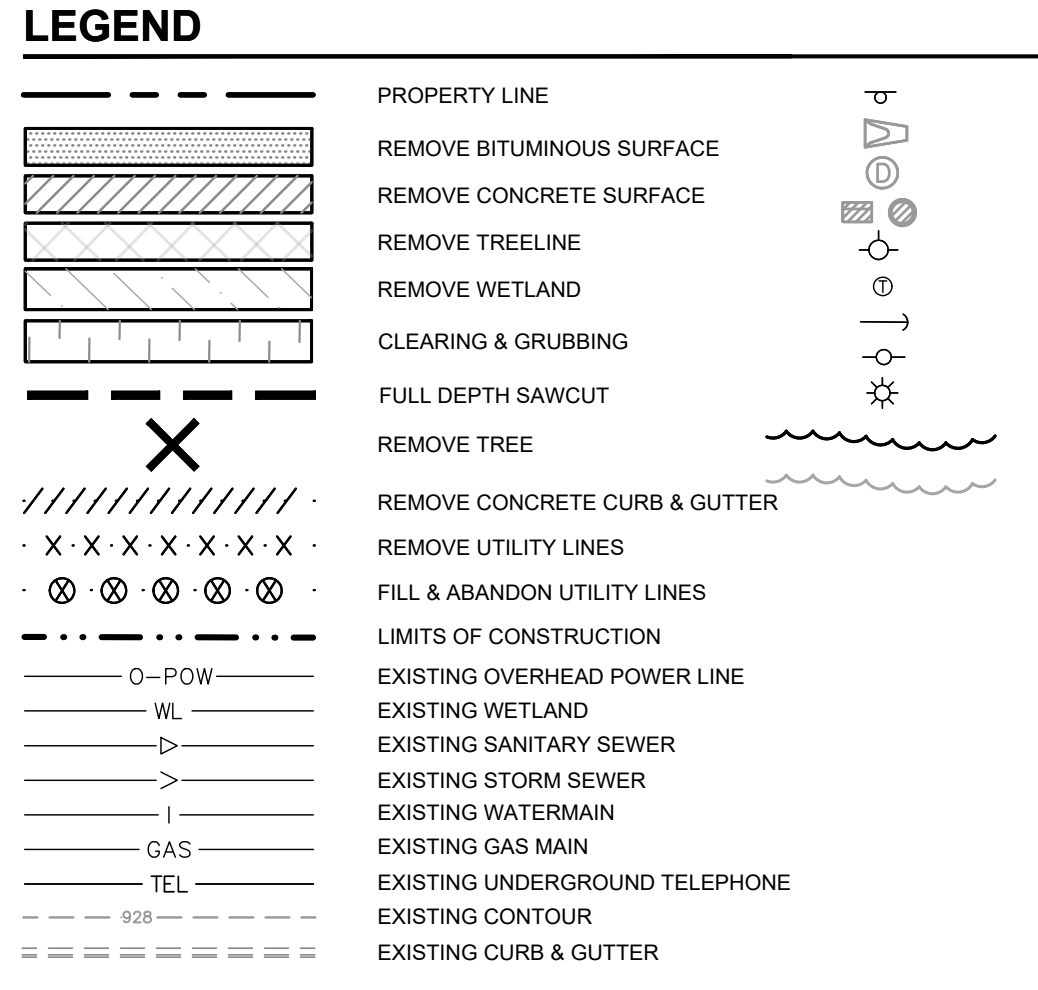 LEGEND
PROPERTY LINE
REMOVE BITUMINOUS SURFACE
REMOVE CONCRETE SURFACE
D
REMOVE TREELINE
REMOVE WETLAND
T
CLEARING & GRUBBING
FULL DEPTH SAWCUT
REMOVE TREE
REMOVE CONCRETE CURB & GUTTER
X X X X X X X
REMOVE UTILITY LINES
X X X X X
FILL & ABANDON UTILITY LINES
LIMITS OF CONSTRUCTION
O-POW
EXISTING OVERHEAD POWER LINE
WL
EXISTING WETLAND
EXISTING SANITARY SEWER
>
EXISTING STORM SEWER
I
EXISTING WATERMAIN
GAS
EXISTING GAS MAIN
TEL
EXISTING UNDERGROUND TELEPHONE
928
EXISTING CONTOUR
EXISTING CURB & GUTTER